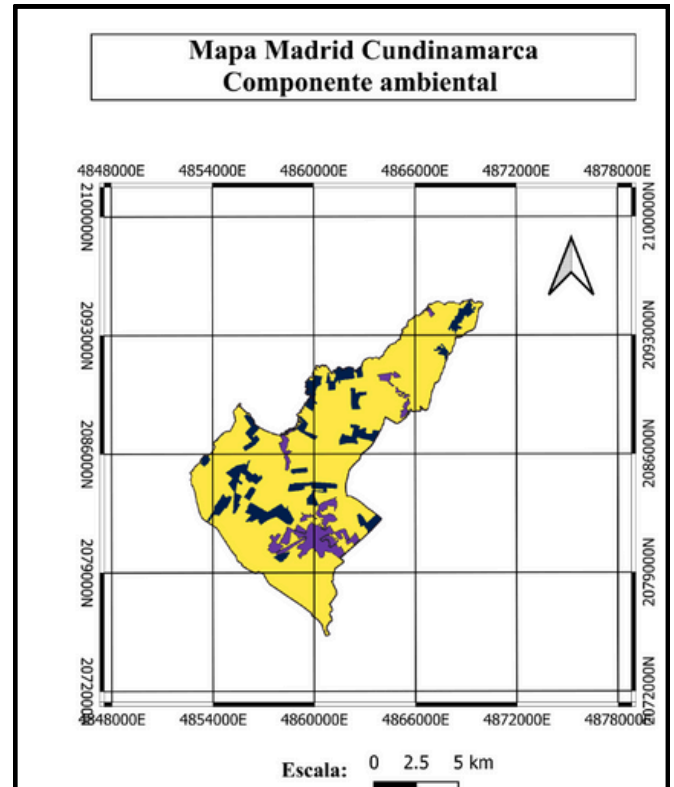 Mapa Madrid Cundinamarca
Componente ambiental
4848000E 4854000E 4860000E 4866000E 4872000E 4878000E
2100000N 2100000N
2093000N 2093000N
2086000N 2086000N
2079000N 2079000N
2072000N 2072000N
4848000E 4854000E 4860000E 4866000E 4872000E 4878000E
Escala: 0 2.5 5 km